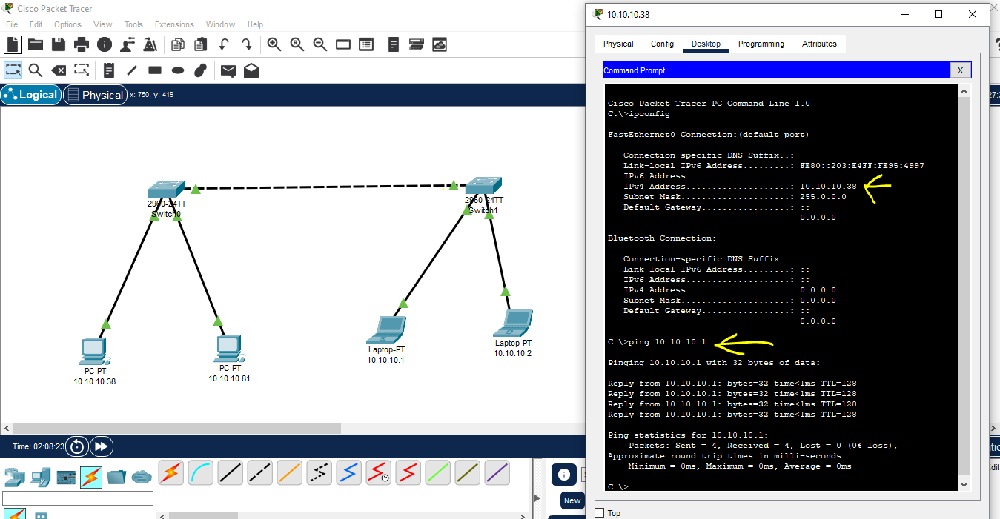 Cisco Packet Tracer
File Edit Options View Tools Extensions Window Help
Logical Physical x: 750, y: 419
2960-24TT
Switch0
2960-24TT
Switch1
PC-PT
10.10.10.38
PC-PT
10.10.10.81
Laptop-PT
10.10.10.1
Laptop-PT
10.10.10.2
Time: 02:08:23
New
10.10.10.38
Physical Config Desktop Programming Attributes
Command Prompt
X
Cisco Packet Tracer PC Command Line 1.0
C:\>ipconfig
FastEthernet0 Connection:(default port)
Connection-specific DNS Suffix..:
Link-local IPv6 Address.........: FE80::203:E4FF:FE95:4997
IPv6 Address....................: ::
IPv4 Address....................: 10.10.10.38
Subnet Mask.....................: 255.0.0.0
Default Gateway.................: ::
0.0.0.0
Bluetooth Connection:
Connection-specific DNS Suffix..:
Link-local IPv6 Address.........: ::
IPv6 Address....................: ::
IPv4 Address....................: 0.0.0.0
Subnet Mask.....................: 0.0.0.0
Default Gateway.................: ::
0.0.0.0
C:\>ping 10.10.10.1
Pinging 10.10.10.1 with 32 bytes of data:
Reply from 10.10.10.1: bytes=32 time<1ms TTL=128
Reply from 10.10.10.1: bytes=32 time<1ms TTL=128
Reply from 10.10.10.1: bytes=32 time<1ms TTL=128
Reply from 10.10.10.1: bytes=32 time<1ms TTL=128
Ping statistics for 10.10.10.1:
Packets: Sent = 4, Received = 4, Lost = 0 (0% loss),
Approximate round trip times in milli-seconds:
Minimum = 0ms, Maximum = 0ms, Average = 0ms
C:\>
Top